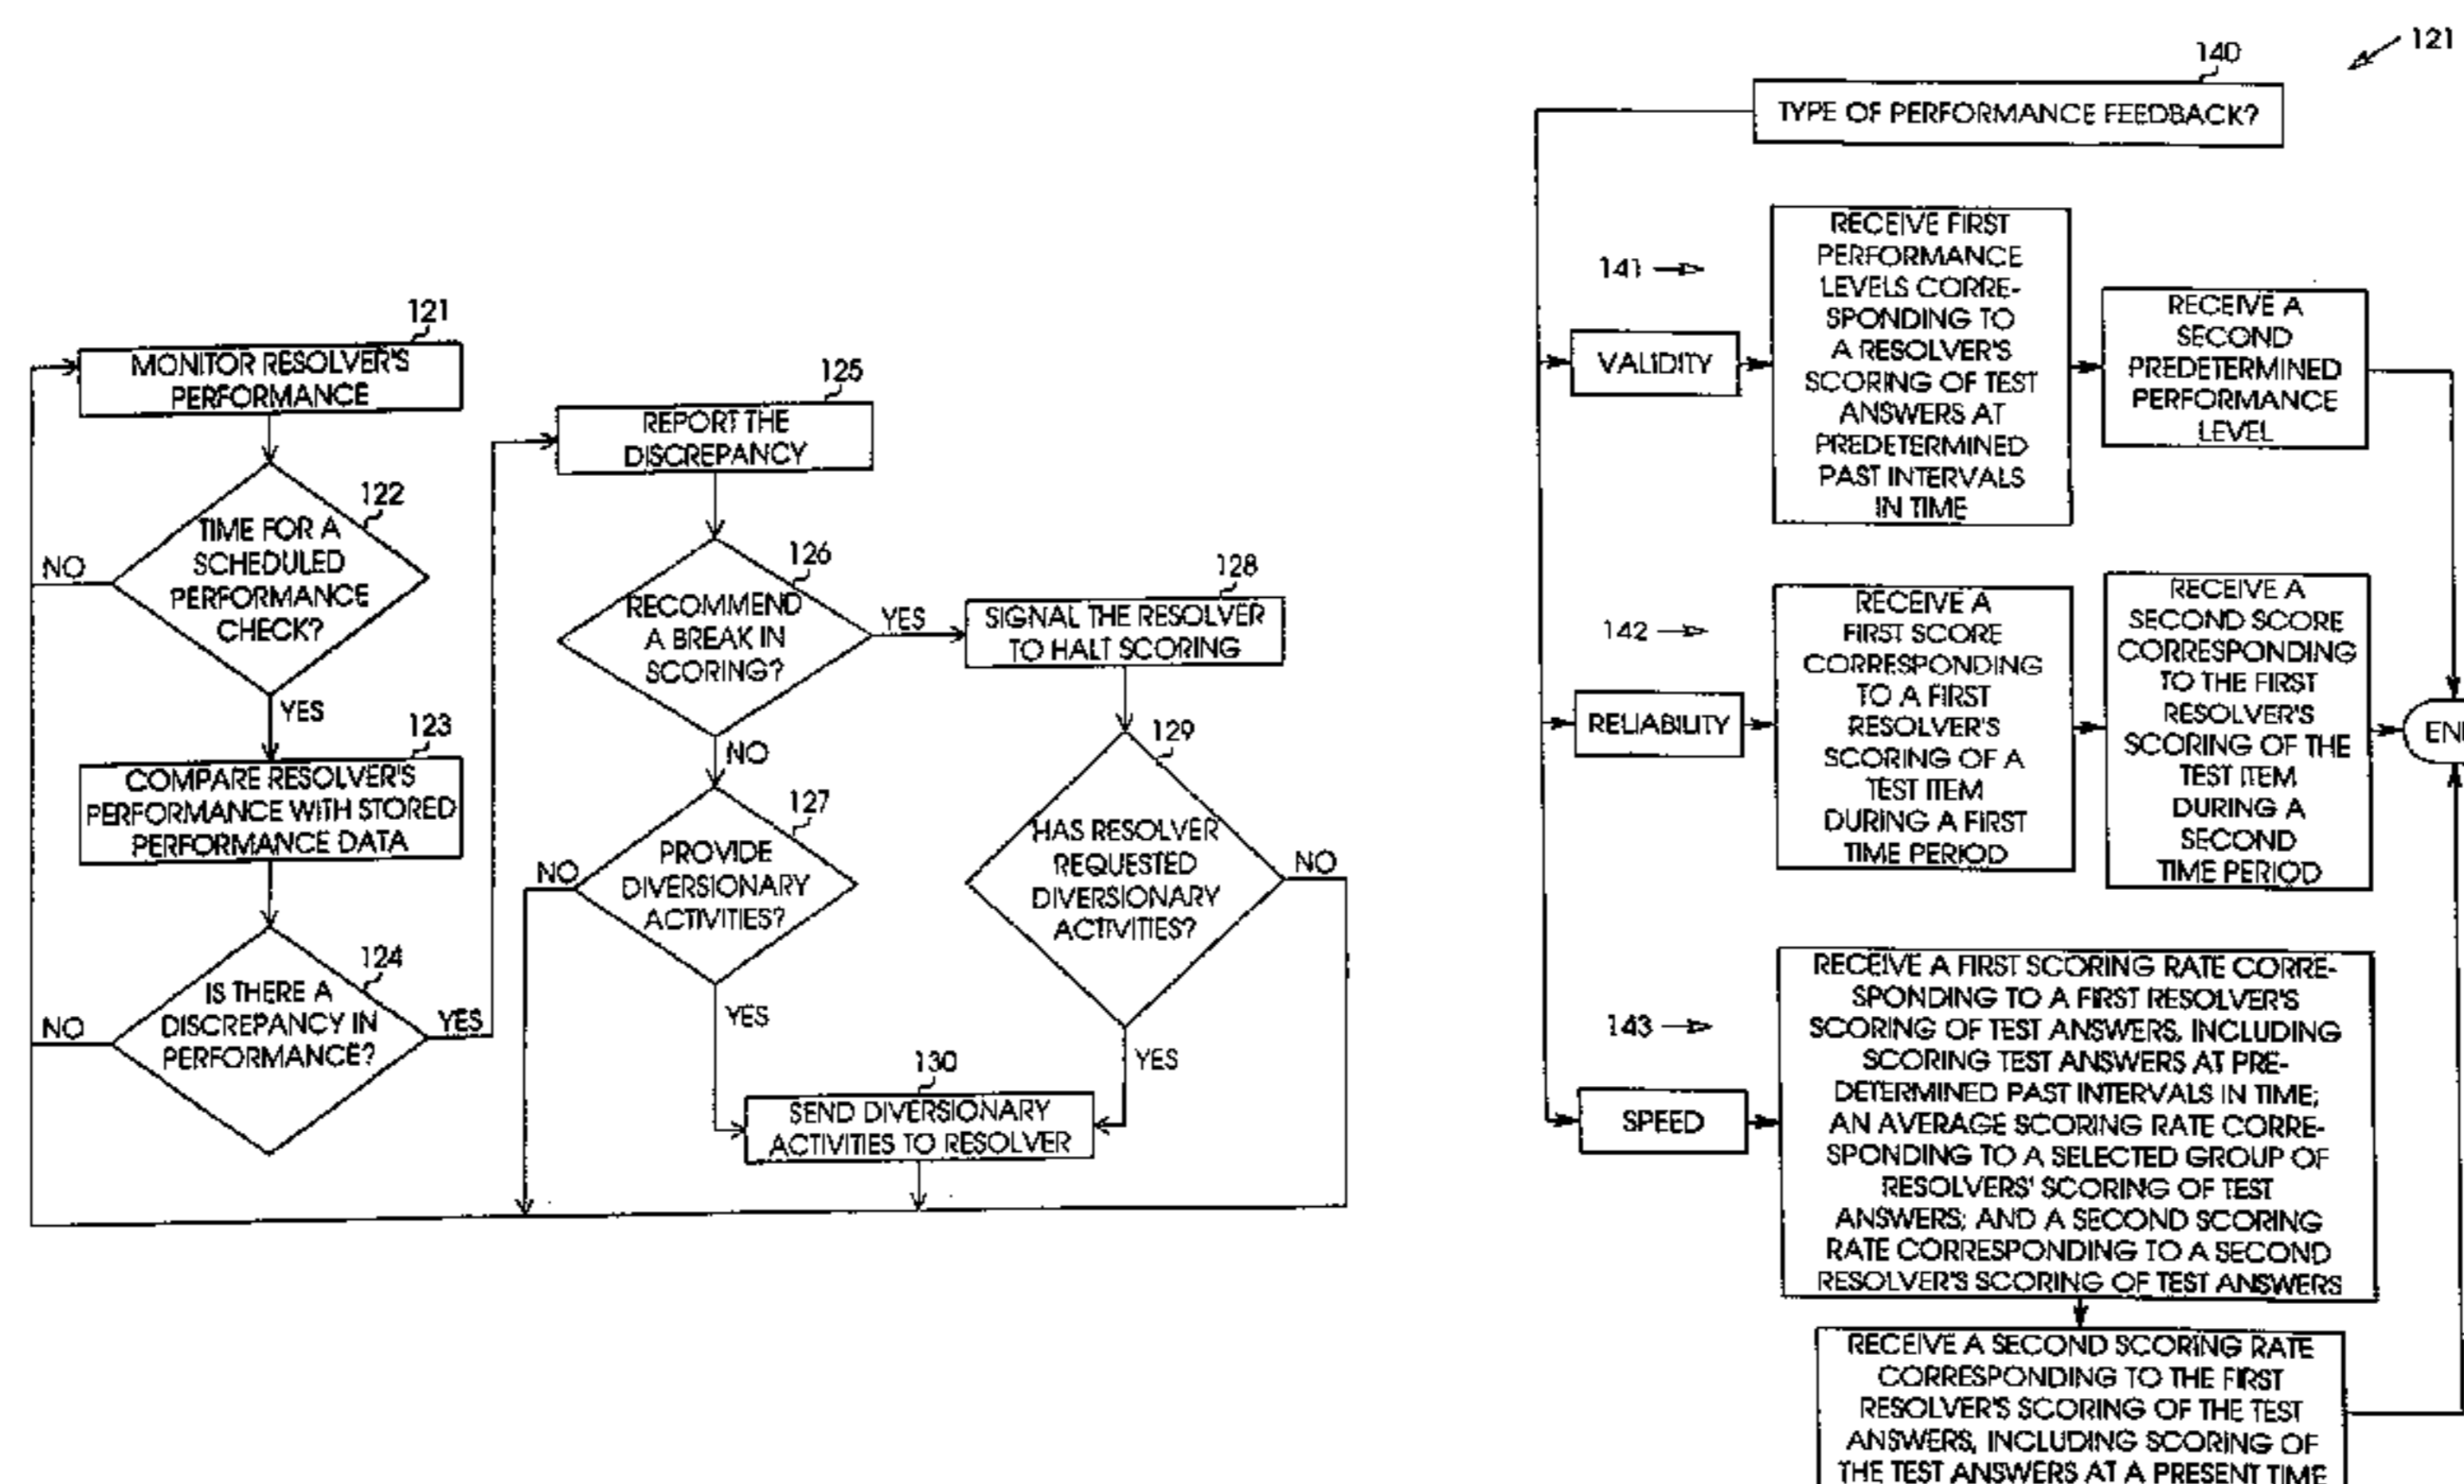 121
MONITOR RESOLVER'S
PERFORMANCE
122
TIME FOR A
SCHEDULED
PERFORMANCE
CHECK?
NO
YES
123
COMPARE RESOLVER'S
PERFORMANCE WITH STORED
PERFORMANCE DATA
124
IS THERE A
DISCREPANCY IN
PERFORMANCE?
NO
YES
125
REPORT THE
DISCREPANCY
126
RECOMMEND
A BREAK IN
SCORING?
YES
NO
127
PROVIDE
DIVERSIONARY
ACTIVITIES?
NO
YES
128
SIGNAL THE RESOLVER
TO HALT SCORING
129
HAS RESOLVER
REQUESTED
DIVERSIONARY
ACTIVITIES?
NO
YES
130
SEND DIVERSIONARY
ACTIVITIES TO RESOLVER
121
140
TYPE OF PERFORMANCE FEEDBACK?
141
VALIDITY
RECEIVE FIRST
PERFORMANCE
LEVELS CORRE-
SPONDING TO
A RESOLVER'S
SCORING OF TEST
ANSWERS AT
PREDETERMINED
PAST INTERVALS
IN TIME
RECEIVE A
SECOND
PREDETERMINED
PERFORMANCE
LEVEL
142
RELIABILITY
RECEIVE A
FIRST SCORE
CORRESPONDING
TO A FIRST
RESOLVER'S
SCORING OF A
TEST ITEM
DURING A FIRST
TIME PERIOD
RECEIVE A
SECOND SCORE
CORRESPONDING
TO THE FIRST
RESOLVER'S
SCORING OF THE
TEST ITEM
DURING A
SECOND
TIME PERIOD
143
SPEED
RECEIVE A FIRST SCORING RATE CORRE-
SPONDING TO A FIRST RESOLVER'S
SCORING OF TEST ANSWERS, INCLUDING
SCORING TEST ANSWERS AT PRE-
DETERMINED PAST INTERVALS IN TIME;
AN AVERAGE SCORING RATE CORRE-
SPONDING TO A SELECTED GROUP OF
RESOLVERS' SCORING OF TEST
ANSWERS; AND A SECOND SCORING
RATE CORRESPONDING TO A SECOND
RESOLVER'S SCORING OF TEST ANSWERS
RECEIVE A SECOND SCORING RATE
CORRESPONDING TO THE FIRST
RESOLVER'S SCORING OF THE TEST
ANSWERS, INCLUDING SCORING OF
THE TEST ANSWERS AT A PRESENT TIME